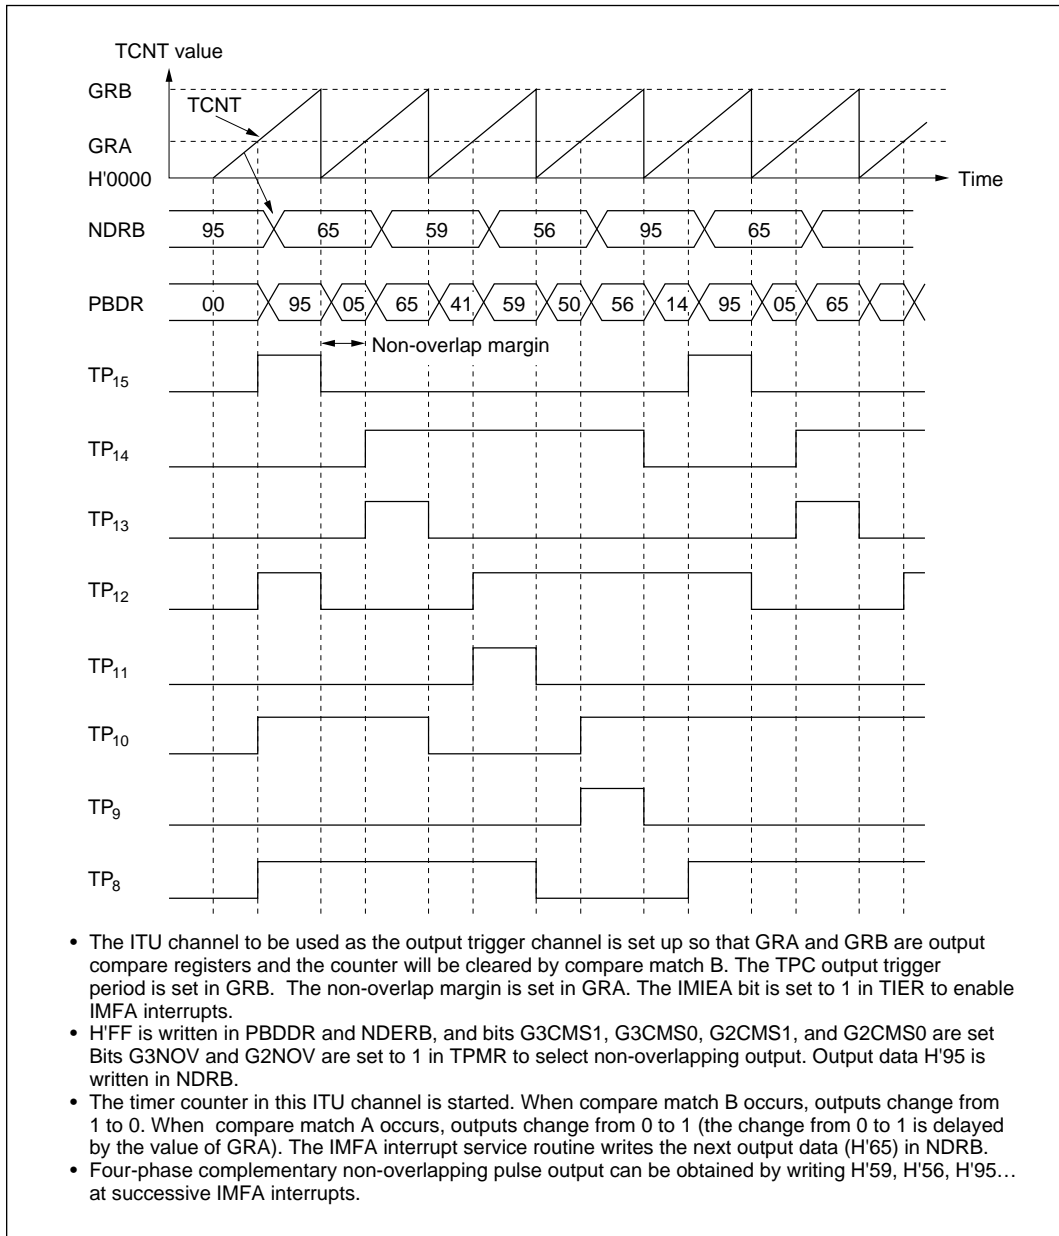 TCNT value
GRB
TCNT
GRA
H'0000
Time
NDRB 95 65 59 56 95 65
PBDR 00 95 05 65 41 59 50 56 14 95 05 65
Non-overlap margin
TP15
TP14
TP13
TP12
TP11
TP10
TP9
TP8
• The ITU channel to be used as the output trigger channel is set up so that GRA and GRB are output
compare registers and the counter will be cleared by compare match B. The TPC output trigger
period is set in GRB. The non-overlap margin is set in GRA. The IMIEA bit is set to 1 in TIER to enable
IMFA interrupts.
• H'FF is written in PBDDR and NDERB, and bits G3CMS1, G3CMS0, G2CMS1, and G2CMS0 are set
Bits G3NOV and G2NOV are set to 1 in TPMR to select non-overlapping output. Output data H'95 is
written in NDRB.
• The timer counter in this ITU channel is started. When compare match B occurs, outputs change from
1 to 0. When compare match A occurs, outputs change from 0 to 1 (the change from 0 to 1 is delayed
by the value of GRA). The IMFA interrupt service routine writes the next output data (H'65) in NDRB.
• Four-phase complementary non-overlapping pulse output can be obtained by writing H'59, H'56, H'95…
at successive IMFA interrupts.